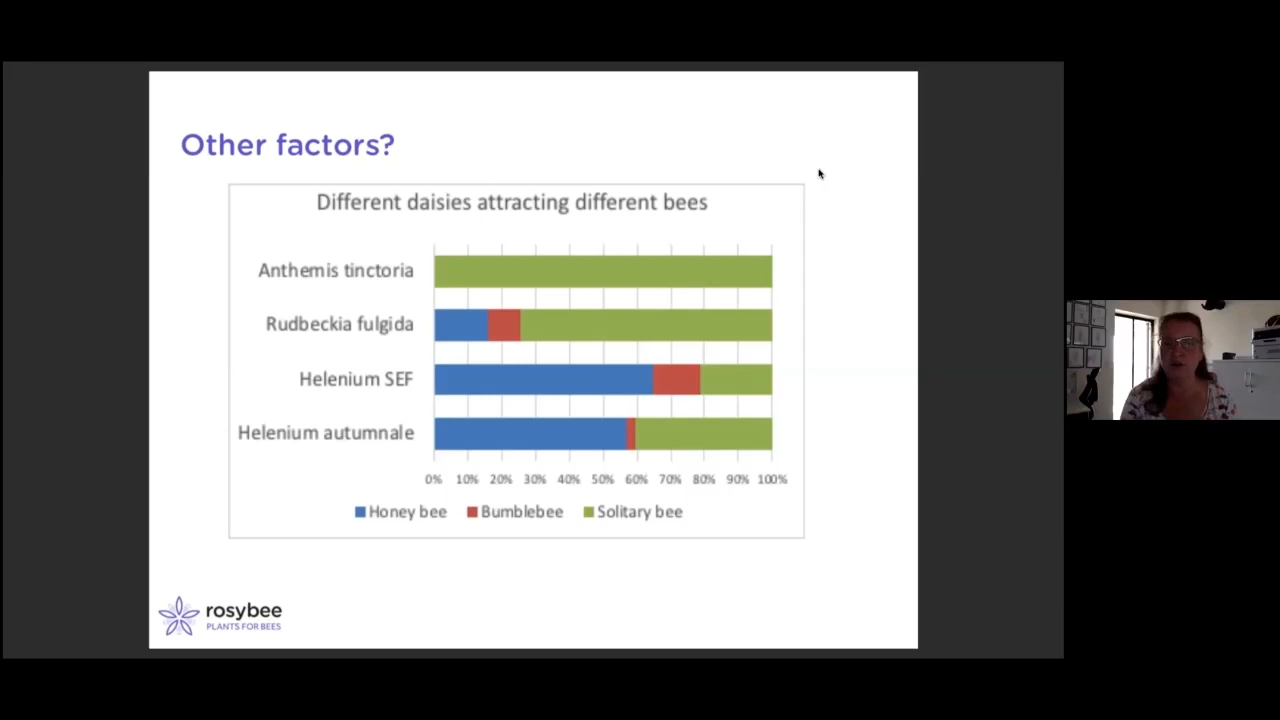 Other factors?
Different daisies attracting different bees
Anthemis tinctoria
Rudbeckia fulgida
Helenium SEF
Helenium autumnale
0% 10% 20% 30% 40% 50% 60% 70% 80% 90% 100%
Honey bee Bumblebee Solitary bee
rosybee
PLANTS FOR BEES